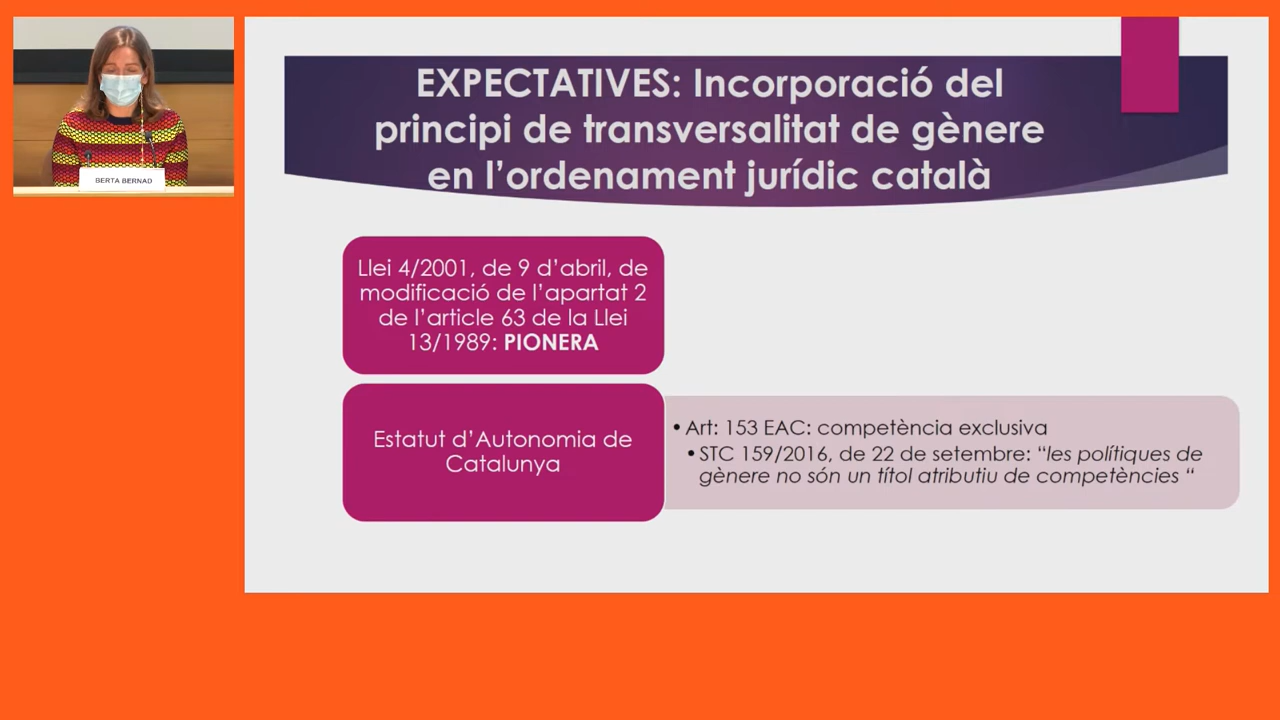 BERTA BERNAD
EXPECTATIVES: Incorporació del
principi de transversalitat de gènere
en l’ordenament jurídic català
Llei 4/2001, de 9 d’abril, de
modificació de l’apartat 2
de l’article 63 de la Llei
13/1989: PIONERA
Estatut d’Autonomia de
Catalunya
• Art: 153 EAC: competència exclusiva
• STC 159/2016, de 22 de setembre: “les polítiques de
gènere no són un títol atributiu de competències “